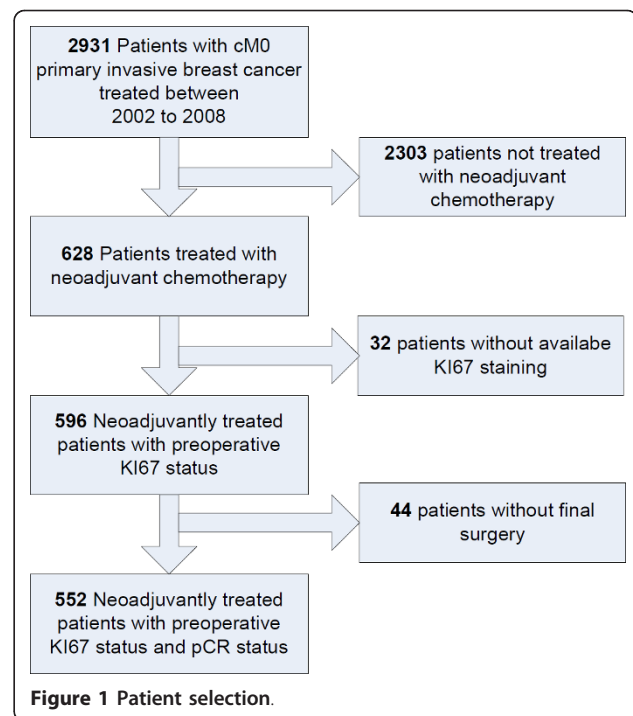 2931 Patients with cM0
primary invasive breast cancer
treated between
2002 to 2008
2303 patients not treated
with neoadjuvant
chemotherapy
628 Patients treated with
neoadjuvant chemotherapy
32 patients without availabe
KI67 staining
596 Neoadjuvantly treated
patients with preoperative
KI67 status
44 patients without final
surgery
552 Neoadjuvantly treated
patients with preoperative
KI67 status and pCR status
Figure 1 Patient selection.